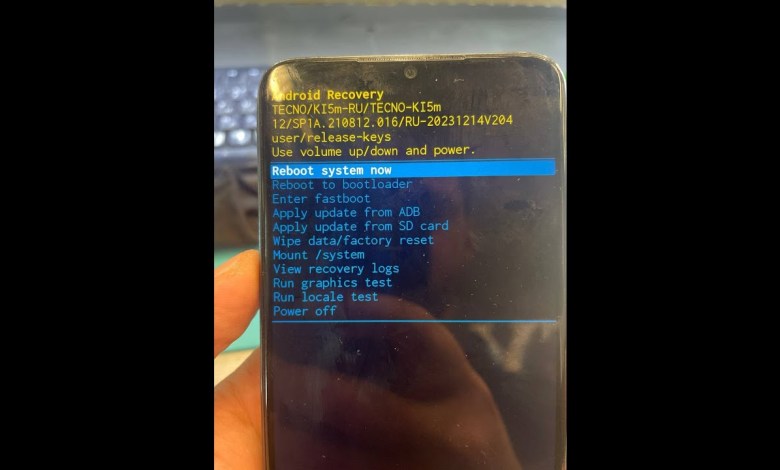 Android Recovery
TECNO/KI5m-RU/TECNO-KI5m
12/SP1A.210812.016/RU-20231214V204
user/release-keys
Use volume up/down and power.
Reboot system now
Reboot to bootloader
Enter fastboot
Apply update from ADB
Apply update from SD card
Wipe data/factory reset
Mount /system
View recovery logs
Run graphics test
Run locale test
Power off